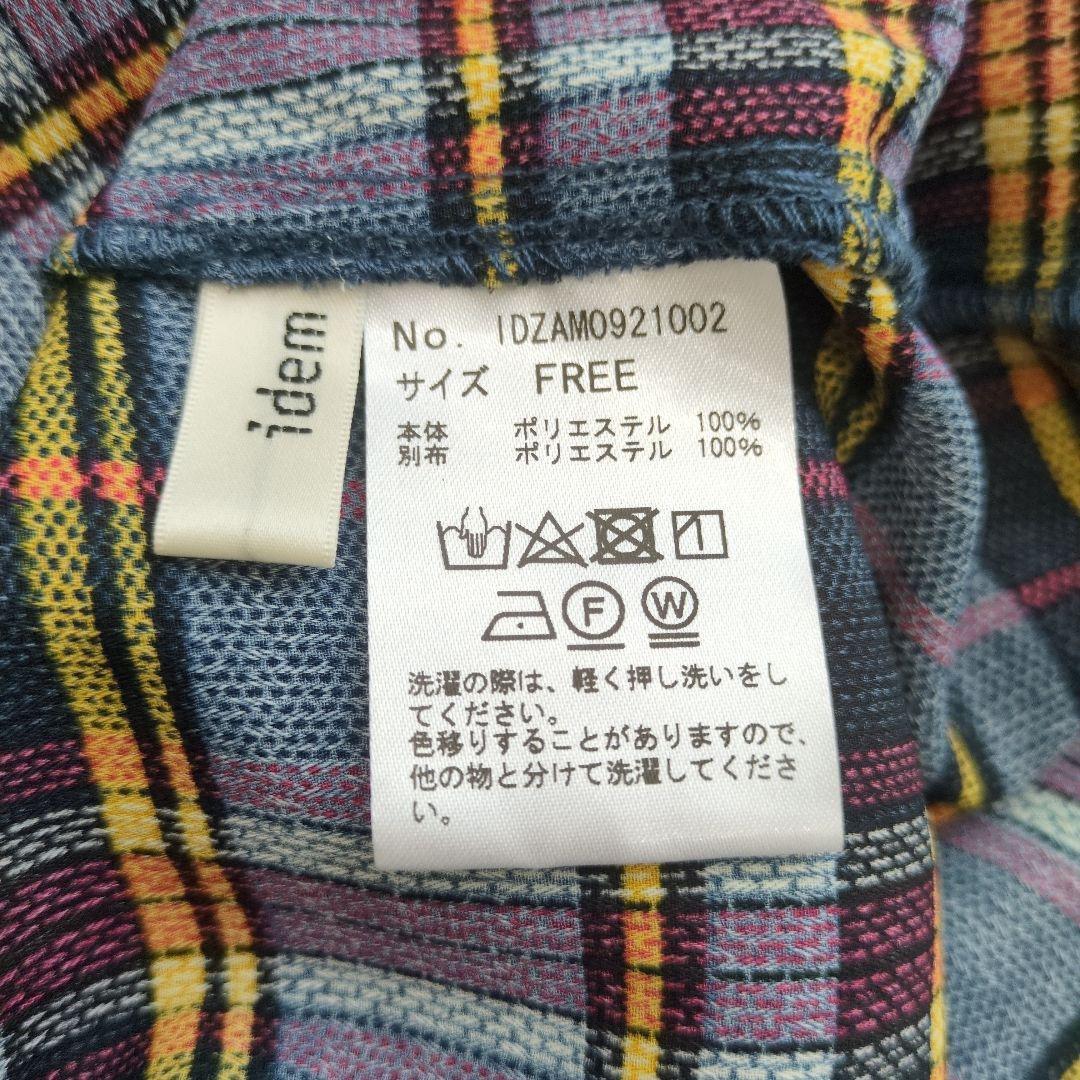 idem
No. IDZAM0921002
サイズ FREE
本体 ポリエステル 100%
別布 ポリエステル 100%
F
W
洗濯の際は、軽く押し洗いをし
てください。
色移りすることがありますので、
他の物と分けて洗濯してくださ
い。